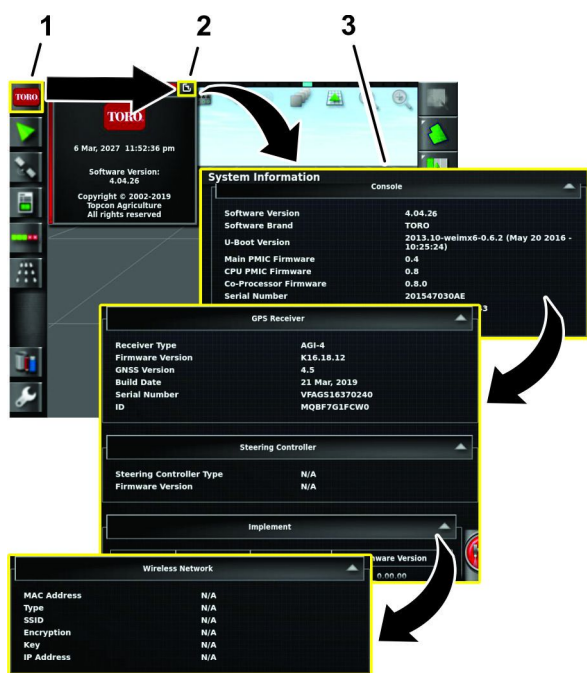 1 2 3
TORO
TORO
6 Mar, 2027 11:52:36 pm
Software Version:
4.04.26
Copyright © 2002-2019
Topcon Agriculture
All rights reserved
System Information
Console
Software Version 4.04.26
Software Brand TORO
U-Boot Version 2013.10-weimx6-0.6.2 (May 20 2016 -
10:25:24)
Main PMIC Firmware 0.4
CPU PMIC Firmware 0.8
Co-Processor Firmware 0.8.0
Serial Number 201547030AE
GPS Receiver
Receiver Type AGI-4
Firmware Version K16.18.12
GNSS Version 4.5
Build Date 21 Mar, 2019
Serial Number VFAGS16370240
ID MQBF7G1FCW0
Steering Controller
Steering Controller Type N/A
Firmware Version N/A
Implement
ware Version
0.00.00
Wireless Network
MAC Address N/A
Type N/A
SSID N/A
Encryption N/A
Key N/A
IP Address N/A